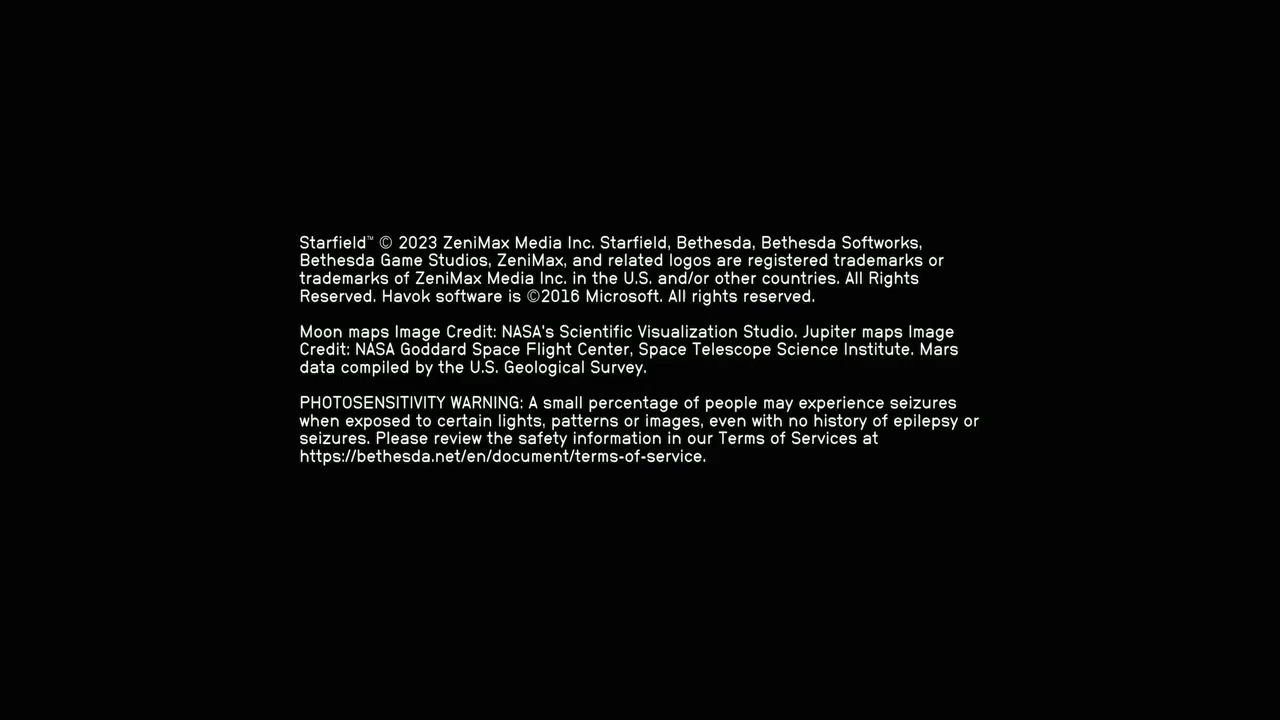 Starfield™ © 2023 ZeniMax Media Inc. Starfield, Bethesda, Bethesda Softworks,
Bethesda Game Studios, ZeniMax, and related logos are registered trademarks or
trademarks of ZeniMax Media Inc. in the U.S. and/or other countries. All Rights
Reserved. Havok software is ©2016 Microsoft. All rights reserved.
Moon maps Image Credit: NASA's Scientific Visualization Studio. Jupiter maps Image
Credit: NASA Goddard Space Flight Center, Space Telescope Science Institute. Mars
data compiled by the U.S. Geological Survey.
PHOTOSENSITIVITY WARNING: A small percentage of people may experience seizures
when exposed to certain lights, patterns or images, even with no history of epilepsy or
seizures. Please review the safety information in our Terms of Services at
https://bethesda.net/en/document/terms-of-service.